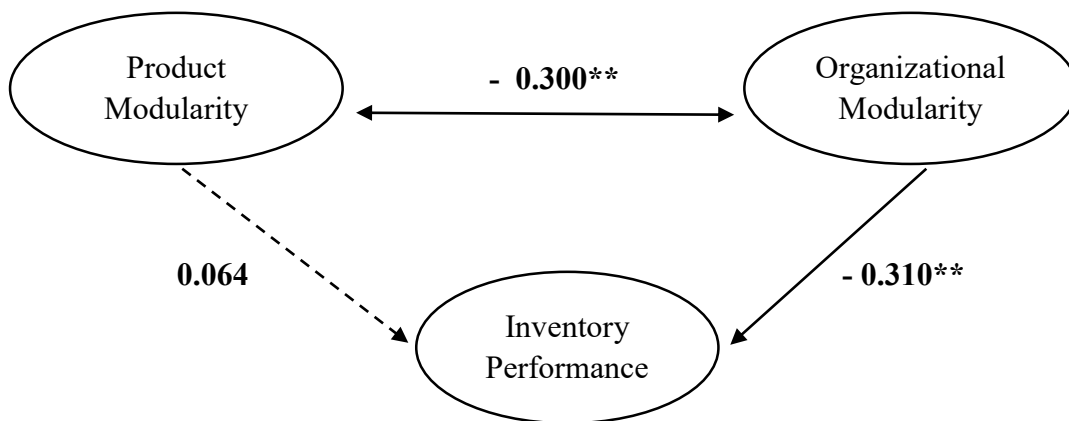 Product
Modularity
- 0.300**
Organizational
Modularity
0.064
- 0.310**
Inventory
Performance